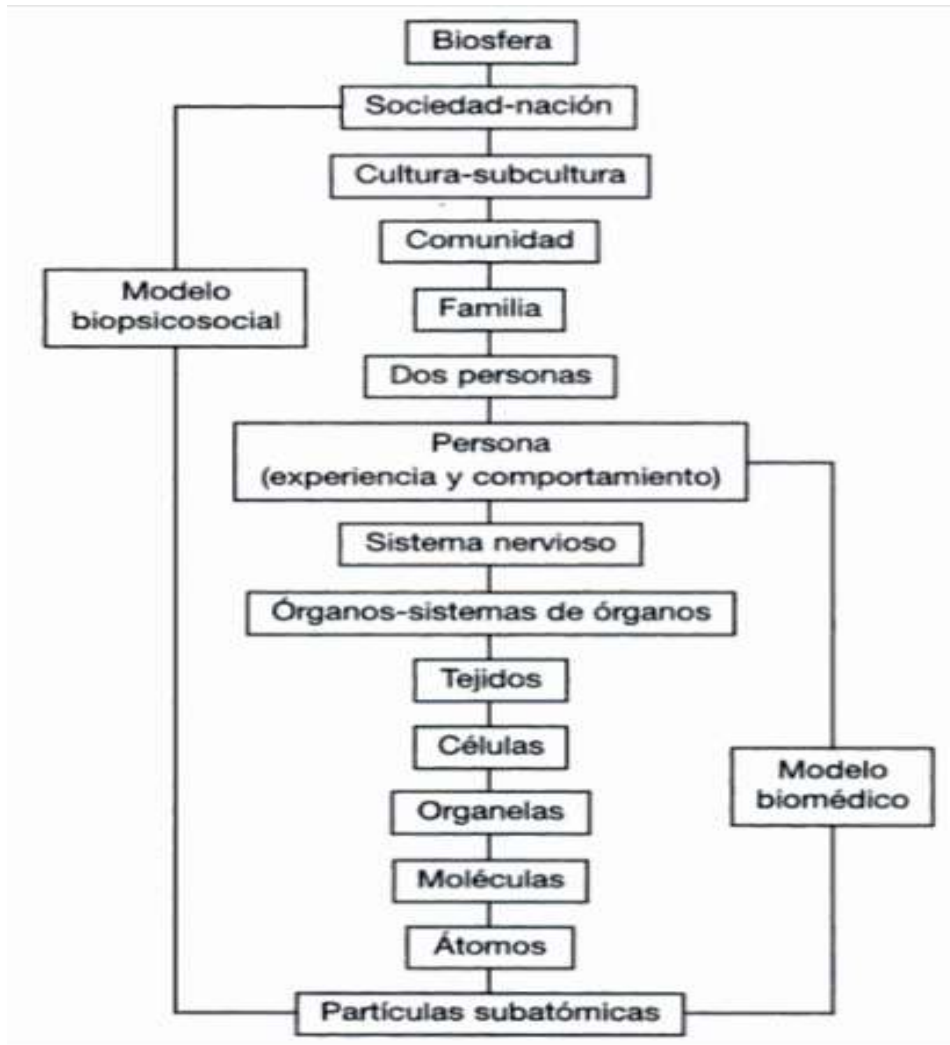 Biosfera
Sociedad-nación
Cultura-subcultura
Comunidad
Modelo
biopsicosocial
Familia
Dos personas
Persona
(experiencia y comportamiento)
Sistema nervioso
Órganos-sistemas de órganos
Tejidos
Células
Modelo
biomédico
Organelas
Moléculas
Átomos
Partículas subatómicas